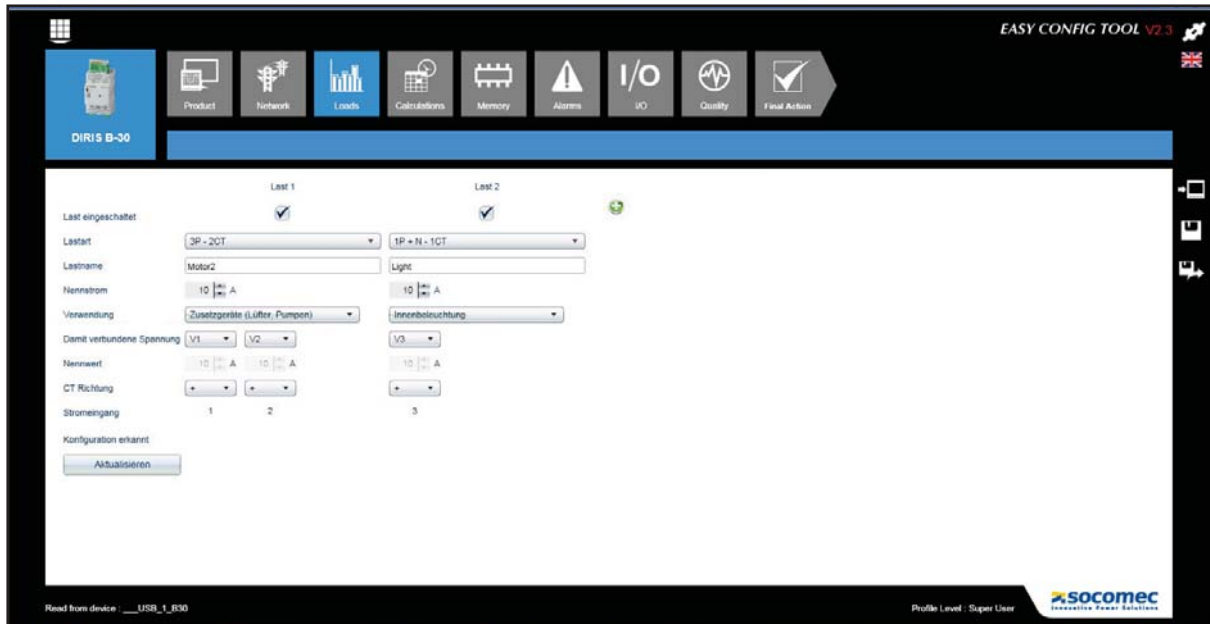 EASY CONFIG TOOL V2.3
Product
Network
Loads
Calculations
Memory
Alarms
I/O
I/O
Quality
Final Action
DIRIS B-30
Last 1
Last 2
Last eingeschaltet
Lastart
3P - 2CT
1P + N - 1CT
Lastname
Motor2
Light
Nennstrom
10 A
10 A
Verwendung
Zusatzgeräte (Lüfter, Pumpen)
Innenbeleuchtung
Damit verbundene Spannung
V1
V2
V3
Nennwert
10 A
10 A
10 A
CT Richtung
+
+
+
Stromeingang
1
2
3
Konfiguration erkannt
Aktualisieren
Read from device : ___USB_1_B30
Profile Level : Super User
socomec
Innovative Power Solutions